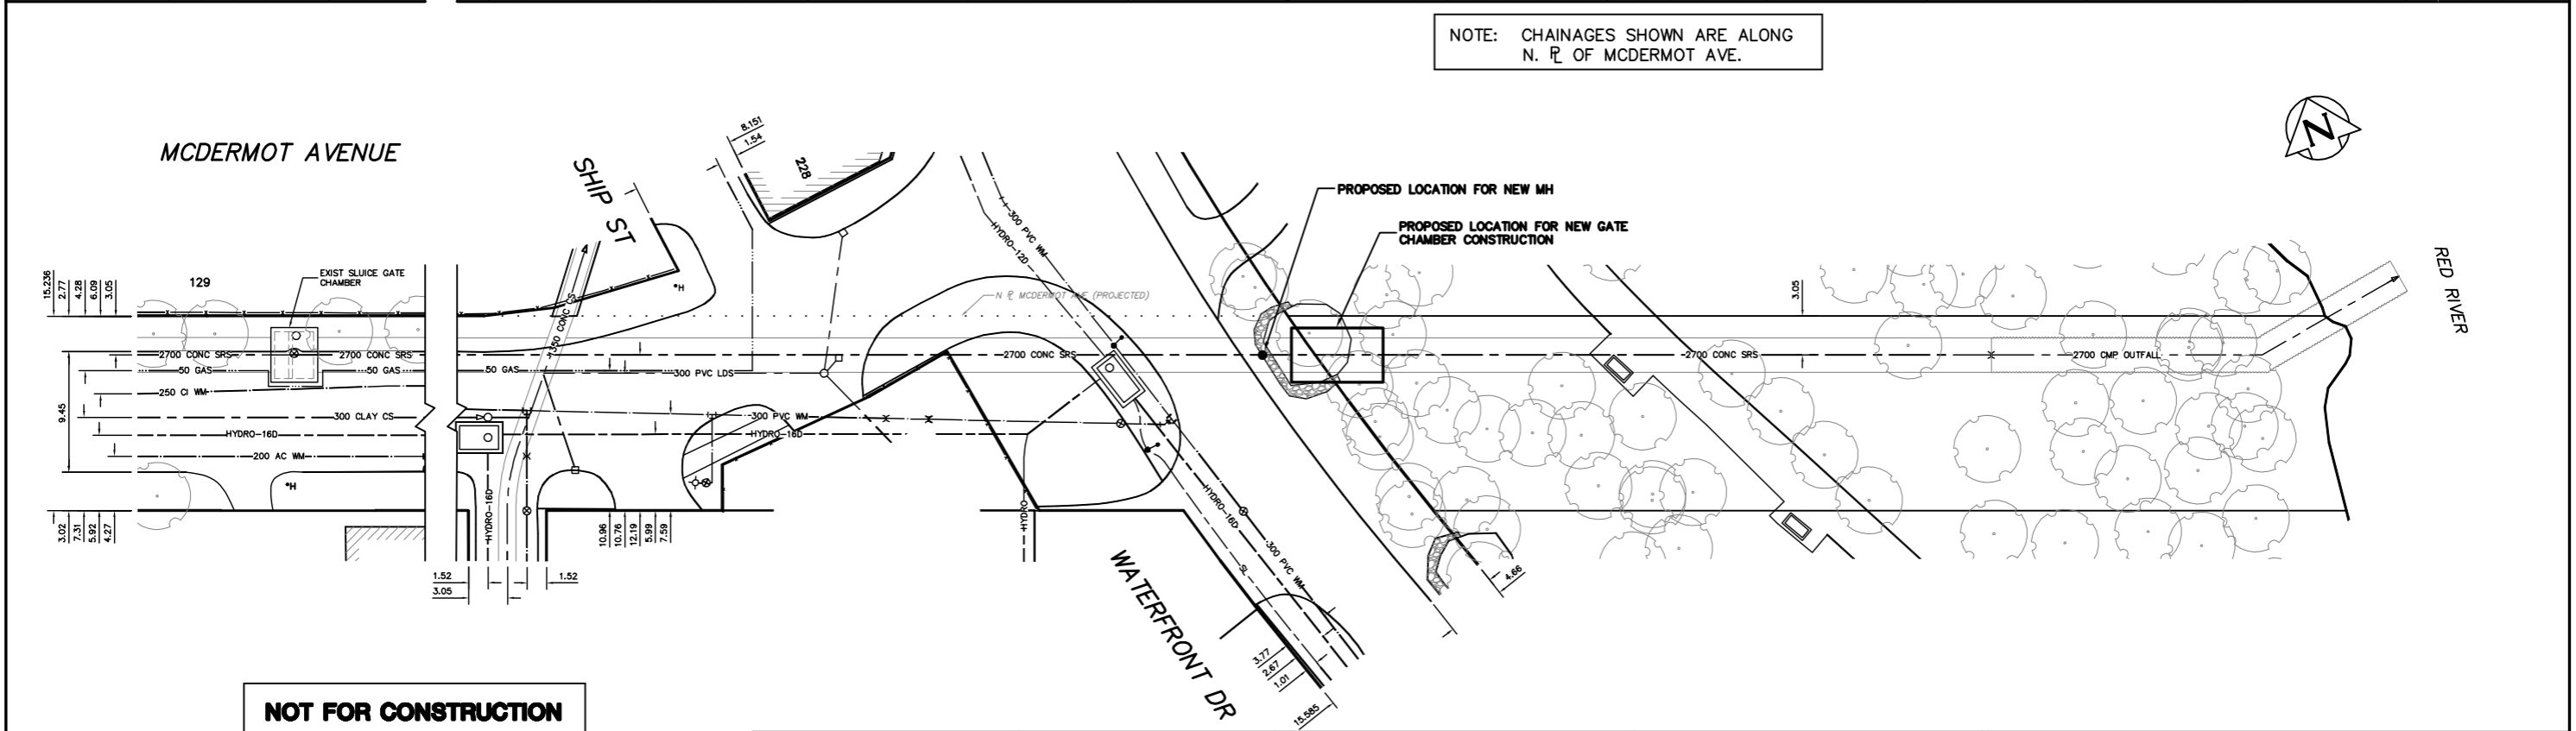 NOTE: CHAINAGES SHOWN ARE ALONG
N. ⅊ OF MCDERMOT AVE.
MCDERMOT AVENUE
SHIP ST
8.151
1.54
228
N
PROPOSED LOCATION FOR NEW MH
PROPOSED LOCATION FOR NEW GATE
CHAMBER CONSTRUCTION
RED RIVER
300 PVC WM
HYDRO-12D
15.236
2.77
4.28
6.09
3.05
129
EXIST SLUICE GATE
CHAMBER
H
N ⅊ MCDERMOT AVE (PROJECTED)
3.05
1350 CONC CS
2700 CONC SRS
2700 CONC SRS
2700 CONC SRS
2700 CONC SRS
2700 CMP OUTFALL
50 GAS
50 GAS
50 GAS
300 PVC LDS
250 CI WM
9.45
300 CLAY CS
300 PVC WM
HYDRO-16D
HYDRO-16D
200 AC WM
H
HYDRO-16D
HYDRO
HYDRO-16D
300 PVC WM
SL
3.02
7.31
5.92
4.27
10.96
10.76
12.19
5.99
7.59
1.52
3.05
1.52
4.66
WATERFRONT DR
3.77
2.67
1.01
15.585
NOT FOR CONSTRUCTION